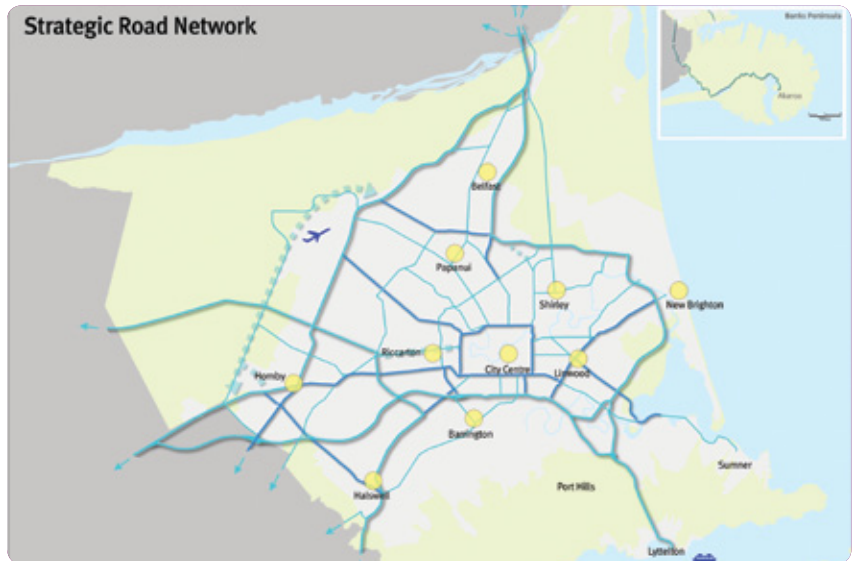 Strategic Road Network
Banks Peninsula
Akaroa
Belfast
Papanui
Shirley
New Brighton
Riccarton
City Centre
Linwood
Hornby
Barrington
Halswell
Port Hills
Sumner
Lyttelton